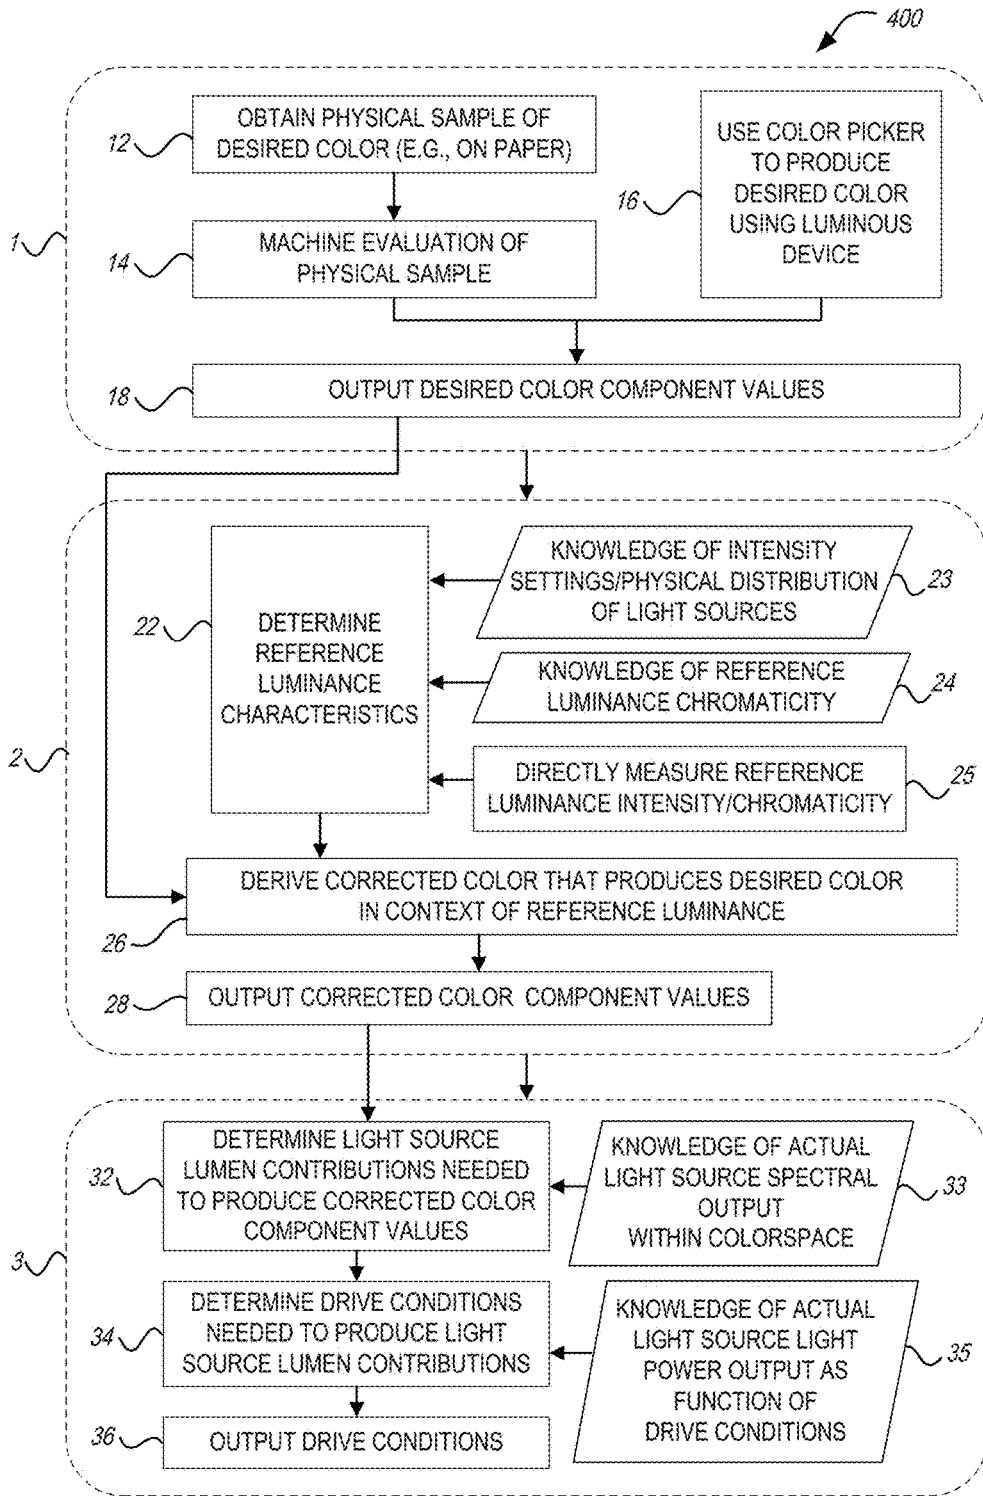 400
1
12
OBTAIN PHYSICAL SAMPLE OF
DESIRED COLOR (E.G., ON PAPER)
14
MACHINE EVALUATION OF
PHYSICAL SAMPLE
16
USE COLOR PICKER
TO PRODUCE
DESIRED COLOR
USING LUMINOUS
DEVICE
18
OUTPUT DESIRED COLOR COMPONENT VALUES
2
22
DETERMINE
REFERENCE
LUMINANCE
CHARACTERISTICS
KNOWLEDGE OF INTENSITY
SETTINGS/PHYSICAL DISTRIBUTION
OF LIGHT SOURCES
23
KNOWLEDGE OF REFERENCE
LUMINANCE CHROMATICITY
24
DIRECTLY MEASURE REFERENCE
LUMINANCE INTENSITY/CHROMATICITY
25
DERIVE CORRECTED COLOR THAT PRODUCES DESIRED COLOR
IN CONTEXT OF REFERENCE LUMINANCE
26
28
OUTPUT CORRECTED COLOR COMPONENT VALUES
3
32
DETERMINE LIGHT SOURCE
LUMEN CONTRIBUTIONS NEEDED
TO PRODUCE CORRECTED COLOR
COMPONENT VALUES
KNOWLEDGE OF ACTUAL
LIGHT SOURCE SPECTRAL
OUTPUT
WITHIN COLORSPACE
33
34
DETERMINE DRIVE CONDITIONS
NEEDED TO PRODUCE LIGHT
SOURCE LUMEN CONTRIBUTIONS
KNOWLEDGE OF ACTUAL
LIGHT SOURCE LIGHT
POWER OUTPUT AS
FUNCTION OF
DRIVE CONDITIONS
35
36
OUTPUT DRIVE CONDITIONS